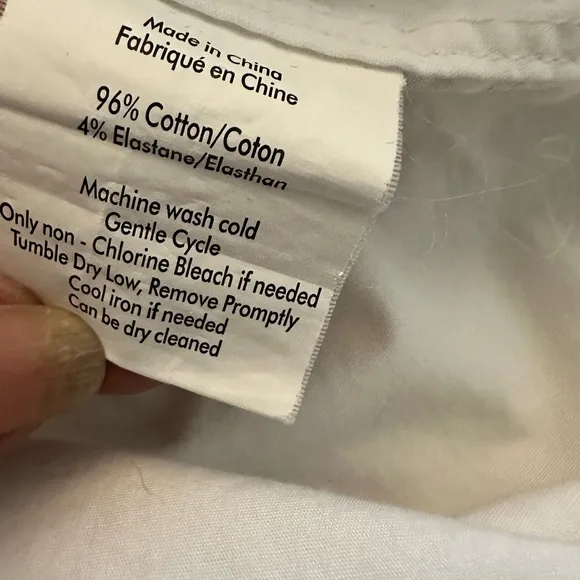 Made in China
Fabriqué en Chine
96% Cotton/Coton
4% Elastane/Elasthan
Machine wash cold
Gentle Cycle
Only non - Chlorine Bleach if needed
Tumble Dry Low, Remove Promptly
Cool iron if needed
Can be dry cleaned